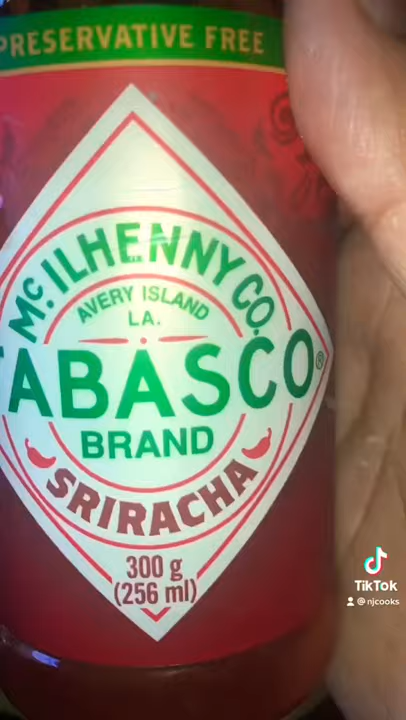 PRESERVATIVE FREE
McILHENNY CO.
AVERY ISLAND
LA.
TABASCO®
BRAND
SRIRACHA
300 g
(256 ml)
TikTok
@njcooks